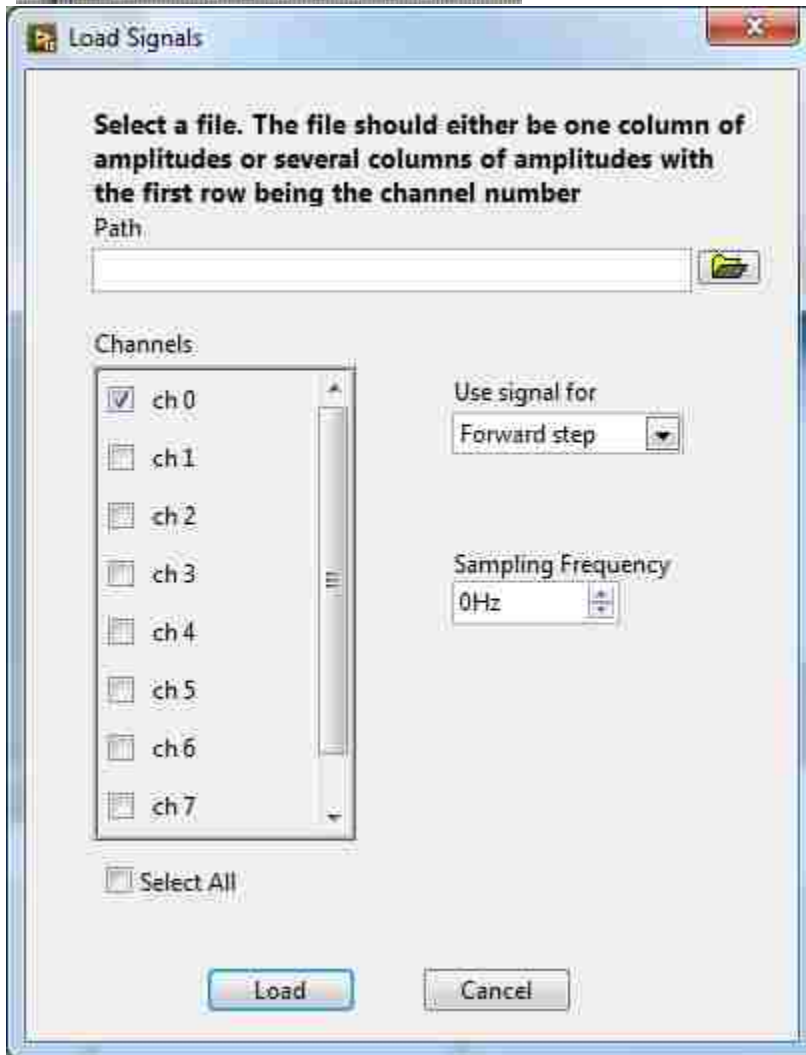 Load Signals
Select a file. The file should either be one column of
amplitudes or several columns of amplitudes with
the first row being the channel number
Path
Channels
ch 0
ch 1
ch 2
ch 3
ch 4
ch 5
ch 6
ch 7
Select All
Use signal for
Forward step
Sampling Frequency
0Hz
Load
Cancel